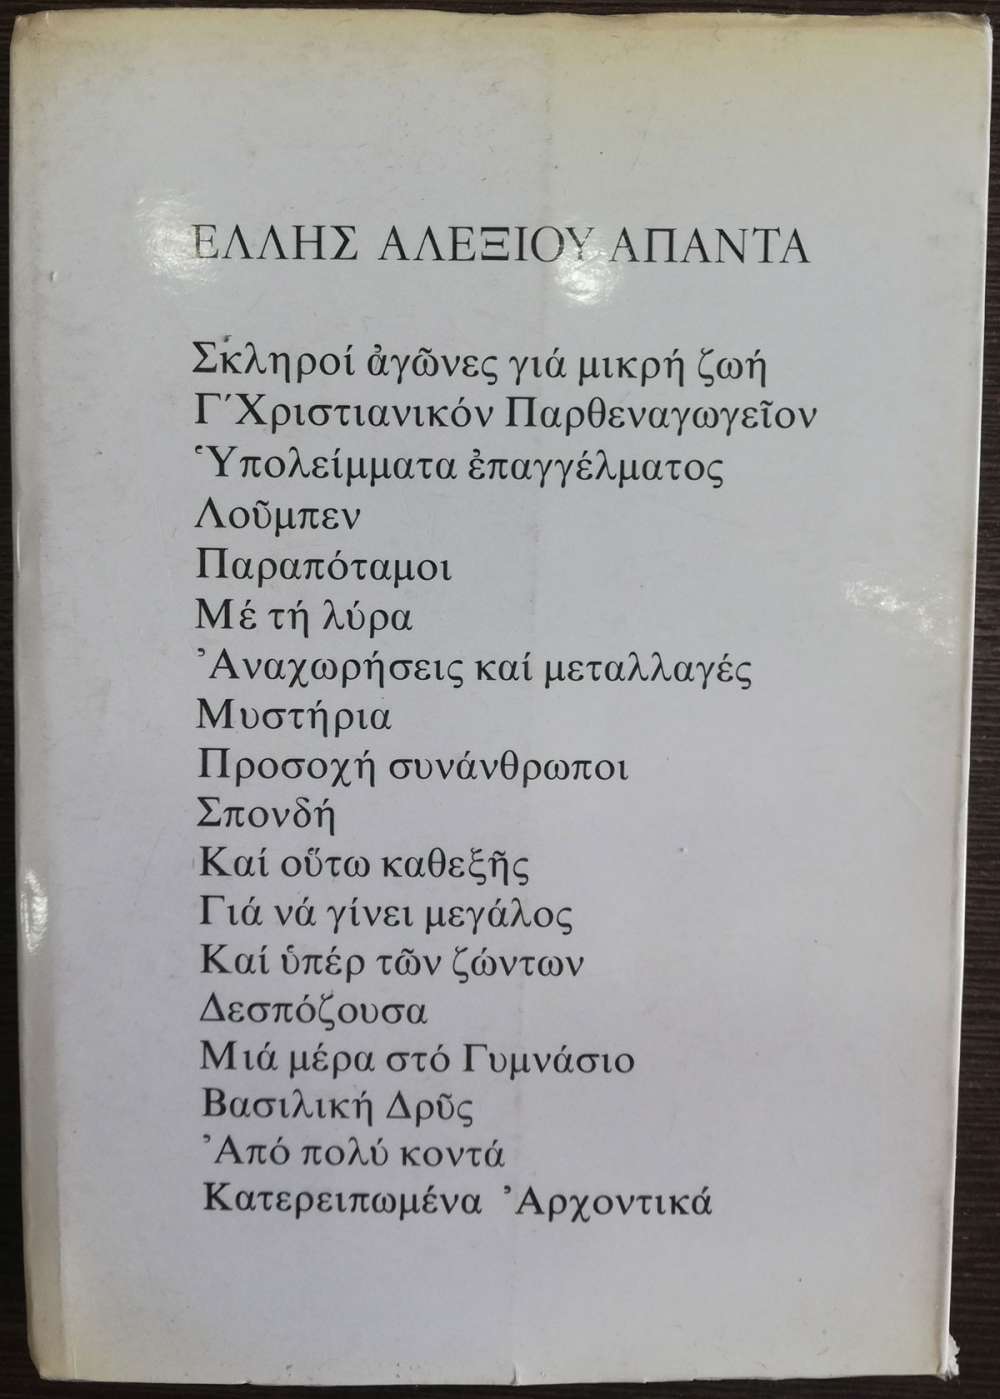 ΕΛΛΗΣ ΑΛΕΞΙΟΥ ΑΠΑΝΤΑ
Σκληροί ἀγῶνες γιά μικρή ζωή
Γ΄ Χριστιανικόν Παρθεναγωγεῖον
Ὑπολείμματα ἐπαγγέλματος
Λοῦμπεν
Παραπόταμοι
Μέ τή λύρα
Ἀναχωρήσεις καί μεταλλαγές
Μυστήρια
Προσοχή συνάνθρωποι
Σπονδή
Καί οὕτω καθεξῆς
Γιά νά γίνει μεγάλος
Καί ὑπέρ τῶν ζώντων
Δεσπόζουσα
Μιά μέρα στό Γυμνάσιο
Βασιλική Δρῦς
Ἀπό πολύ κοντά
Κατερειπωμένα Ἀρχοντικά